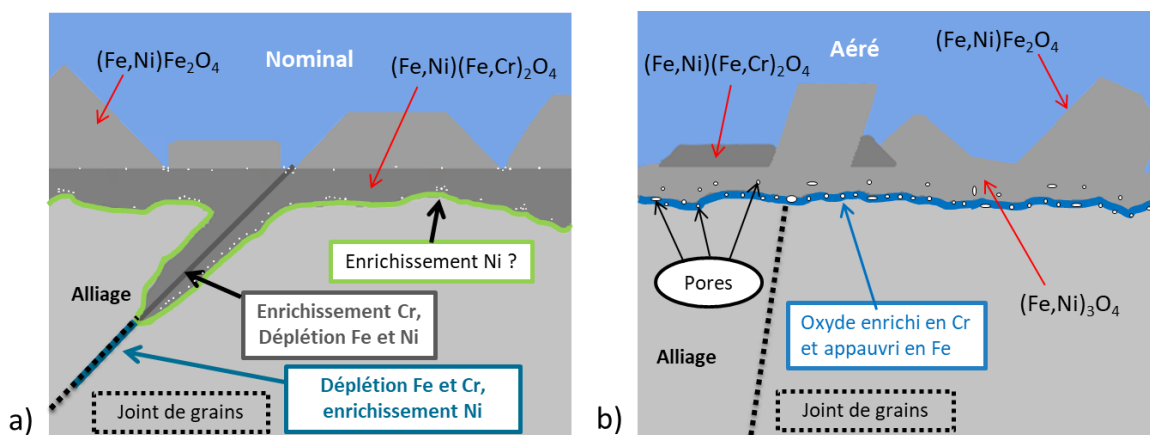 (Fe,Ni)Fe₂O₄
Nominal
(Fe,Ni)(Fe,Cr)₂O₄
Enrichissement Ni ?
Alliage
Enrichissement Cr,
Déplétion Fe et Ni
Déplétion Fe et Cr,
enrichissement Ni
Joint de grains
a)
(Fe,Ni)(Fe,Cr)₂O₄
Aéré
(Fe,Ni)Fe₂O₄
Pores
(Fe,Ni)₃O₄
Oxyde enrichi en Cr
et appauvri en Fe
Alliage
Joint de grains
b)